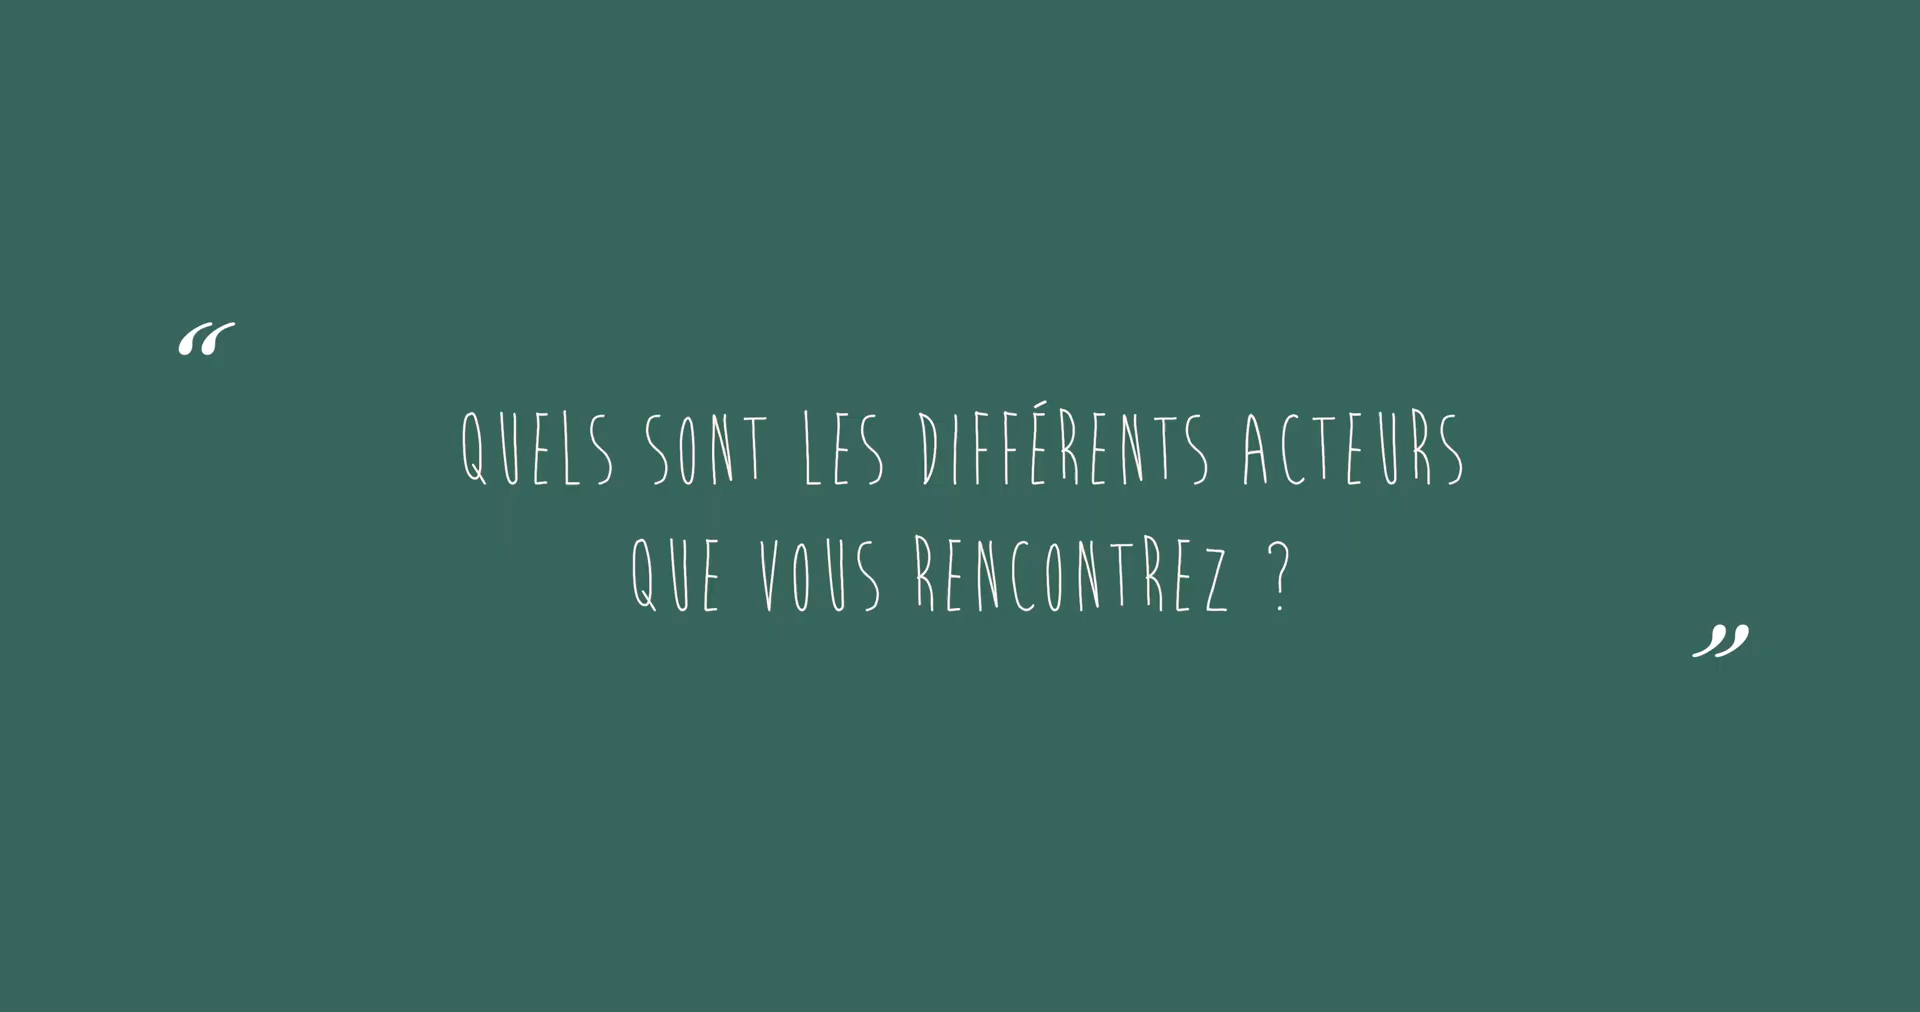 “
QUELS SONT LES DIFFÉRENTS ACTEURS
QUE VOUS RENCONTREZ ?
”